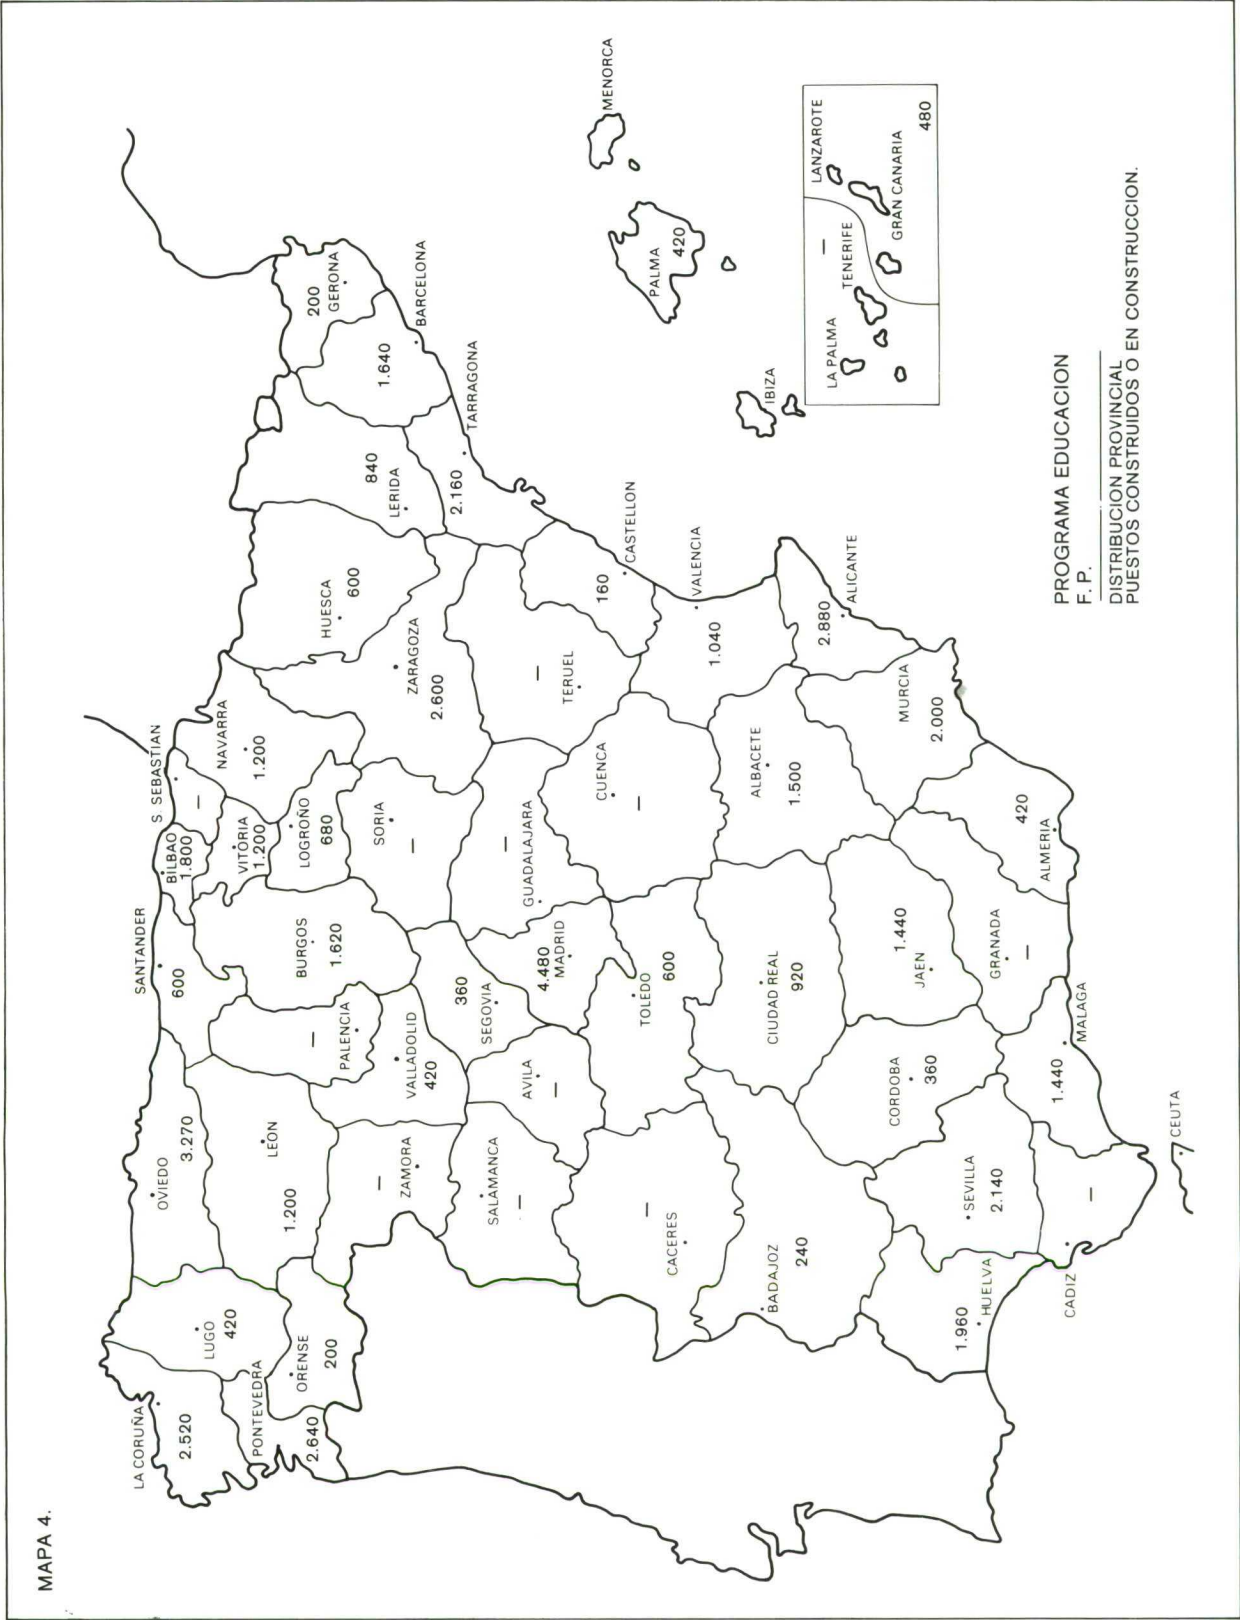 MAPA 4.
LA CORUÑA
2.520
LUGO
420
PONTEVEDRA
2.640
ORENSE
200
OVIEDO
3.270
LEON
1.200
SANTANDER
600
BILBAO
1.800
S. SEBASTIAN
—
VITORIA
1.200
NAVARRA
1.200
LOGROÑO
680
BURGOS
1.620
PALENCIA
—
VALLADOLID
420
ZAMORA
—
SALAMANCA
—
AVILA
—
SEGOVIA
360
SORIA
—
HUESCA
600
ZARAGOZA
2.600
TERUEL
—
LERIDA
840
GERONA
200
BARCELONA
1.640
TARRAGONA
2.160
GUADALAJARA
—
MADRID
4.480
TOLEDO
600
CUENCA
—
CASTELLON
160
VALENCIA
1.040
ALICANTE
2.880
CACERES
—
BADAJOZ
240
CIUDAD REAL
920
ALBACETE
1.500
MURCIA
2.000
HUELVA
1.960
SEVILLA
2.140
CORDOBA
360
JAEN
1.440
GRANADA
—
ALMERIA
420
MALAGA
1.440
CADIZ
—
CEUTA
MENORCA
PALMA
420
IBIZA
LA PALMA
TENERIFE
—
LANZAROTE
GRAN CANARIA
480
PROGRAMA EDUCACION
F. P.
DISTRIBUCION PROVINCIAL
PUESTOS CONSTRUIDOS O EN CONSTRUCCION.